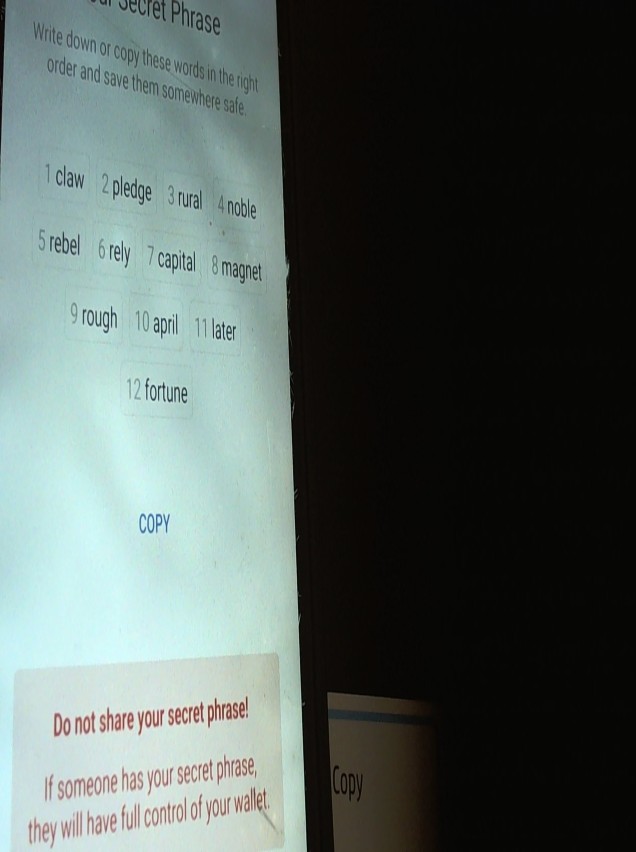 Secret Phrase
Write down or copy these words in the right
order and save them somewhere safe.
1 claw 2 pledge 3 rural 4 noble
5 rebel 6 rely 7 capital 8 magnet
9 rough 10 april 11 later
12 fortune
COPY
Do not share your secret phrase!
If someone has your secret phrase,
they will have full control of your wallet.
Copy